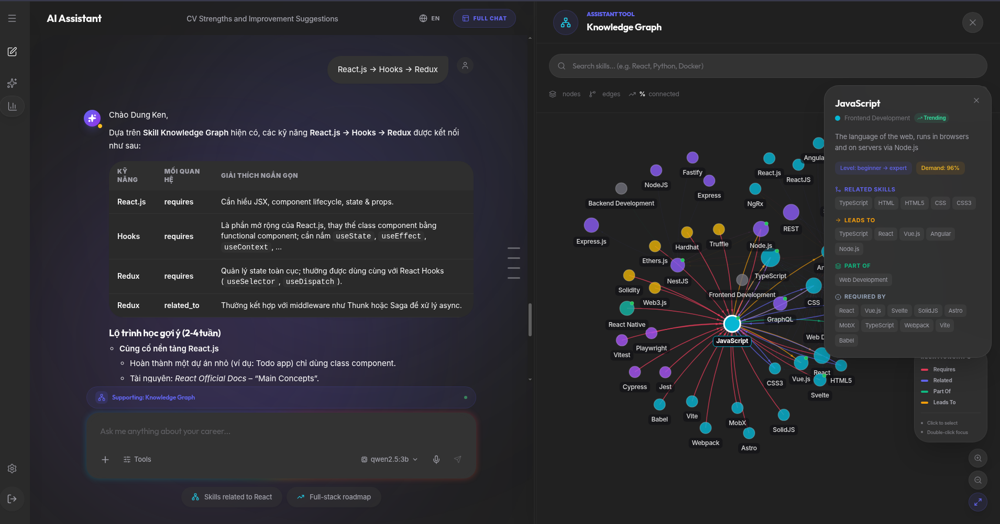 AI Assistant
CV Strengths and Improvement Suggestions
EN
FULL CHAT
React.js → Hooks → Redux
Chào Dung Ken,
Dựa trên Skill Knowledge Graph hiện có, các kỹ năng React.js → Hooks → Redux được kết nối
như sau:
KỸ
NĂNG
MỐI QUAN
HỆ
GIẢI THÍCH NGẮN GỌN
React.js
requires
Cần hiểu JSX, component lifecycle, state & props.
Hooks
requires
Là phần mở rộng của React.js, thay thế class component bằng
functional component; cần nắm useState , useEffect ,
useContext , ...
Redux
requires
Quản lý state toàn cục; thường được dùng cùng với React Hooks
( useSelector , useDispatch ).
Redux
related_to
Thường kết hợp với middleware như Thunk hoặc Saga để xử lý async.
Lộ trình học gợi ý (2-4 tuần)
Củng cố nền tảng React.js
Hoàn thành một dự án nhỏ (ví dụ: Todo app) chỉ dùng class component.
Tài nguyên: React Official Docs – “Main Concepts”.
Supporting: Knowledge Graph
Ask me anything about your career...
Tools
qwen2.5:3b
Skills related to React
Full-stack roadmap
ASSISTANT TOOL
Knowledge Graph
Search skills... (e.g. React, Python, Docker)
nodes
edges
% connected
Angula
Fastify
React.js
ReactJS
NodeJS
Express
Backend Development
NgRx
REST
Express.js
Hardhat
Truffle
Node.js
Ethers.js
An
TypeScript
NestJS
Solidity
Frontend Development
Web3.js
CSS
GraphQL
React Native
JavaScript
Web D
Playwright
Vitest
React
Vue.js
HTML5
CSS3
Cypress
Jest
Svelte
Babel
Vite
MobX
SolidJS
Webpack
Astro
JavaScript
Frontend Development
Trending
The language of the web, runs in browsers
and on servers via Node.js
Level: beginner → expert
Demand: 96%
RELATED SKILLS
TypeScript
HTML
HTML5
CSS
CSS3
LEADS TO
TypeScript
React
Vue.js
Angular
Node.js
PART OF
Web Development
REQUIRED BY
React
Vue.js
Svelte
SolidJS
Astro
MobX
TypeScript
Webpack
Vite
Babel
Requires
Related
Part Of
Leads To
Click to select
Double-click focus